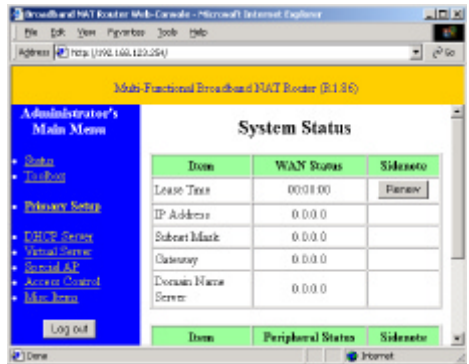 Broadband NAT Router Web-Console - Microsoft Internet Explorer
File Edit View Favorites Tools Help
Address http://192.168.123.254/ Go
Multi-Functional Broadband NAT Router (R1.86)
Administrator's
Main Menu
Status
Toolbox
Primary Setup
DHCP Server
Virtual Server
Special AP
Access Control
Misc Items
Log out
System Status
Item WAN Status Sidenote
Lease Time 00:00:00 Renew
IP Address 0.0.0.0
Subnet Mask 0.0.0.0
Gateway 0.0.0.0
Domain Name
Server 0.0.0.0
Item Peripheral Status Sidenote
Done Internet